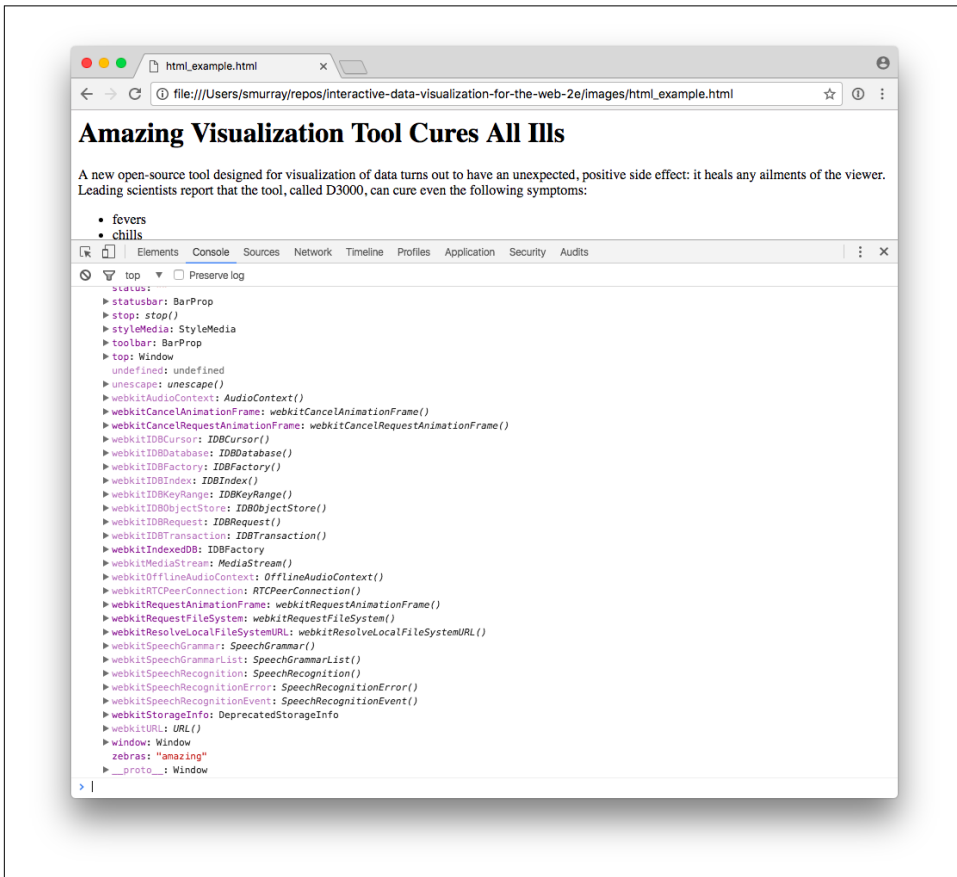 html_example.html
file:///Users/smurray/repos/interactive-data-visualization-for-the-web-2e/images/html_example.html
Amazing Visualization Tool Cures All Ills
A new open-source tool designed for visualization of data turns out to have an unexpected, positive side effect: it heals any ailments of the viewer.
Leading scientists report that the tool, called D3000, can cure even the following symptoms:
• fevers
• chills
Elements Console Sources Network Timeline Profiles Application Security Audits
top ▼ Preserve log
status: ""
▶ statusbar: BarProp
▶ stop: stop()
▶ styleMedia: StyleMedia
▶ toolbar: BarProp
▶ top: Window
undefined: undefined
▶ unescape: unescape()
▶ webkitAudioContext: AudioContext()
▶ webkitCancelAnimationFrame: webkitCancelAnimationFrame()
▶ webkitCancelRequestAnimationFrame: webkitCancelRequestAnimationFrame()
▶ webkitIDBCursor: IDBCursor()
▶ webkitIDBDatabase: IDBDatabase()
▶ webkitIDBFactory: IDBFactory()
▶ webkitIDBIndex: IDBIndex()
▶ webkitIDBKeyRange: IDBKeyRange()
▶ webkitIDBObjectStore: IDBObjectStore()
▶ webkitIDBRequest: IDBRequest()
▶ webkitIDBTransaction: IDBTransaction()
▶ webkitIndexedDB: IDBFactory
▶ webkitMediaStream: MediaStream()
▶ webkitOfflineAudioContext: OfflineAudioContext()
▶ webkitRTCPeerConnection: RTCPeerConnection()
▶ webkitRequestAnimationFrame: webkitRequestAnimationFrame()
▶ webkitRequestFileSystem: webkitRequestFileSystem()
▶ webkitResolveLocalFileSystemURL: webkitResolveLocalFileSystemURL()
▶ webkitSpeechGrammar: SpeechGrammar()
▶ webkitSpeechGrammarList: SpeechGrammarList()
▶ webkitSpeechRecognition: SpeechRecognition()
▶ webkitSpeechRecognitionError: SpeechRecognitionError()
▶ webkitSpeechRecognitionEvent: SpeechRecognitionEvent()
▶ webkitStorageInfo: DeprecatedStorageInfo
▶ webkitURL: URL()
▶ window: Window
zebras: "amazing"
▶ __proto__: Window
>